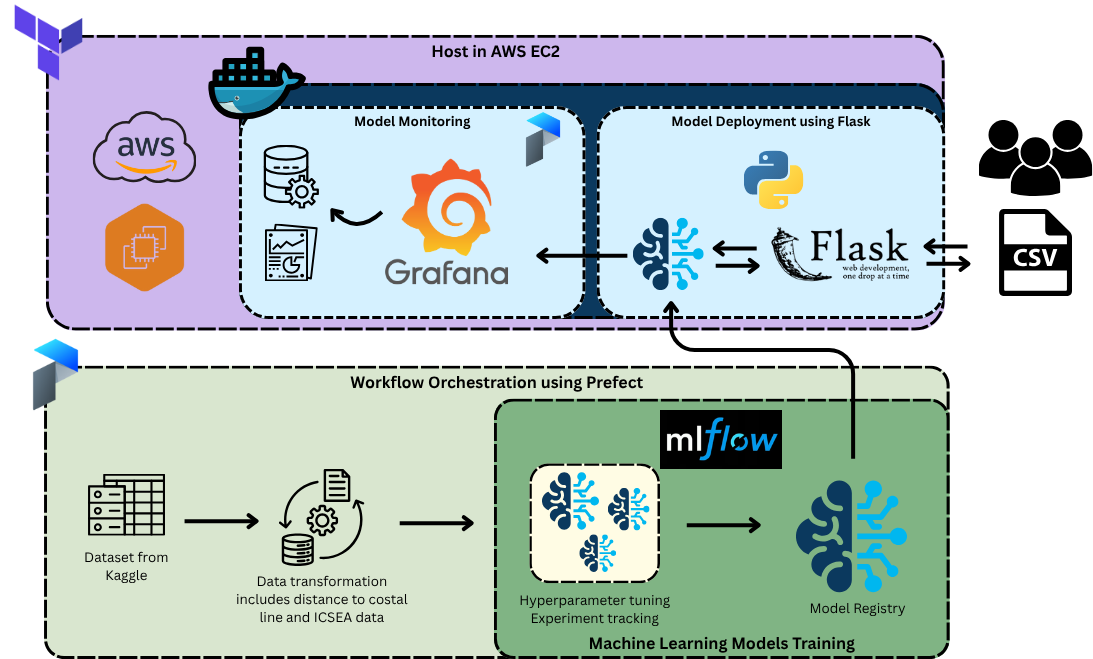 Host in AWS EC2
Model Monitoring
Model Deployment using Flask
aws
Grafana
Flask
web development,
one drop at a time
CSV
Workflow Orchestration using Prefect
mlflow
Dataset from
Kaggle
Data transformation
includes distance to costal
line and ICSEA data
Hyperparameter tuning
Experiment tracking
Model Registry
Machine Learning Models Training